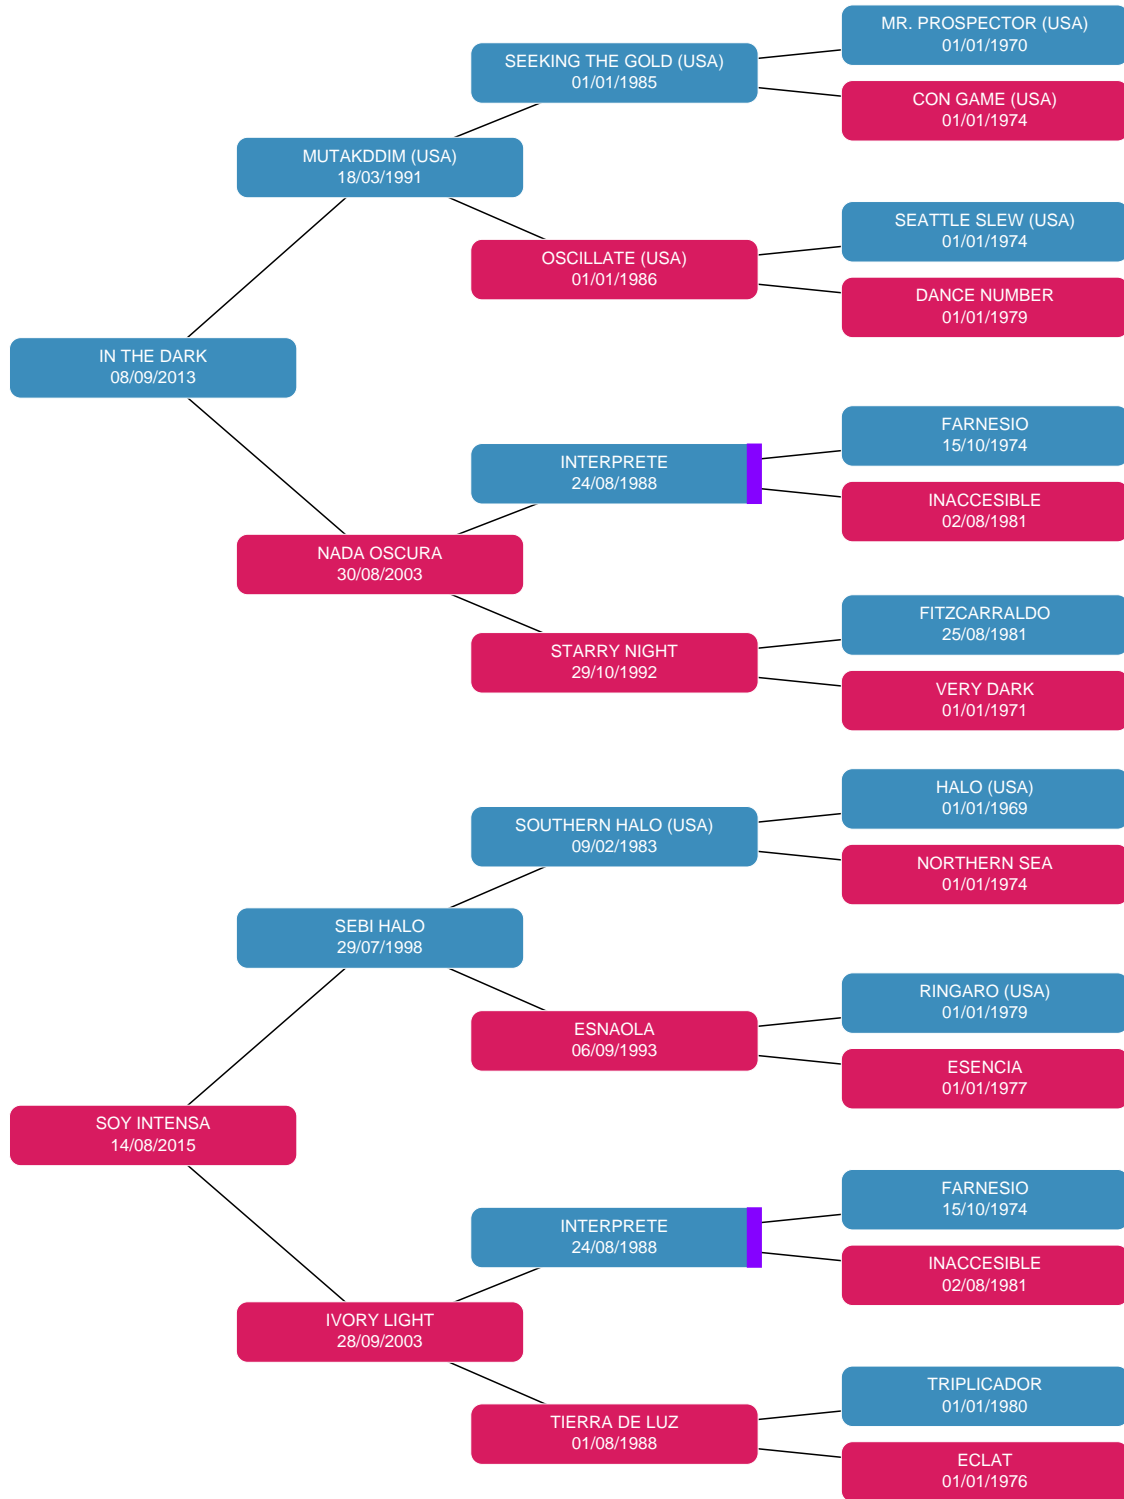 MR. PROSPECTOR (USA)
01/01/1970
SEEKING THE GOLD (USA)
01/01/1985
CON GAME (USA)
01/01/1974
MUTAKDDIM (USA)
18/03/1991
SEATTLE SLEW (USA)
01/01/1974
OSCILLATE (USA)
01/01/1986
DANCE NUMBER
01/01/1979
IN THE DARK
08/09/2013
FARNESIO
15/10/1974
INTERPRETE
24/08/1988
INACCESIBLE
02/08/1981
NADA OSCURA
30/08/2003
FITZCARRALDO
25/08/1981
STARRY NIGHT
29/10/1992
VERY DARK
01/01/1971
HALO (USA)
01/01/1969
SOUTHERN HALO (USA)
09/02/1983
NORTHERN SEA
01/01/1974
SEBI HALO
29/07/1998
RINGARO (USA)
01/01/1979
ESNAOLA
06/09/1993
ESENCIA
01/01/1977
SOY INTENSA
14/08/2015
FARNESIO
15/10/1974
INTERPRETE
24/08/1988
INACCESIBLE
02/08/1981
IVORY LIGHT
28/09/2003
TRIPLICADOR
01/01/1980
TIERRA DE LUZ
01/08/1988
ECLAT
01/01/1976